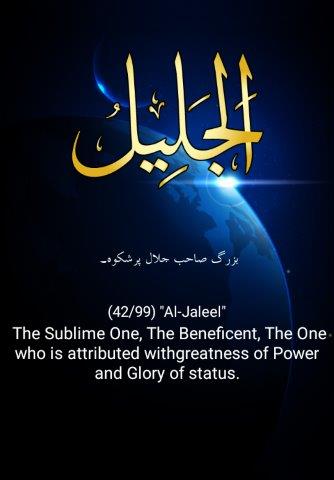 الجَلِيلُ
بزرگ صاحب جلال پرشکوہ۔
(42/99) "Al-Jaleel"
The Sublime One, The Beneficent, The One
who is attributed withgreatness of Power
and Glory of status.